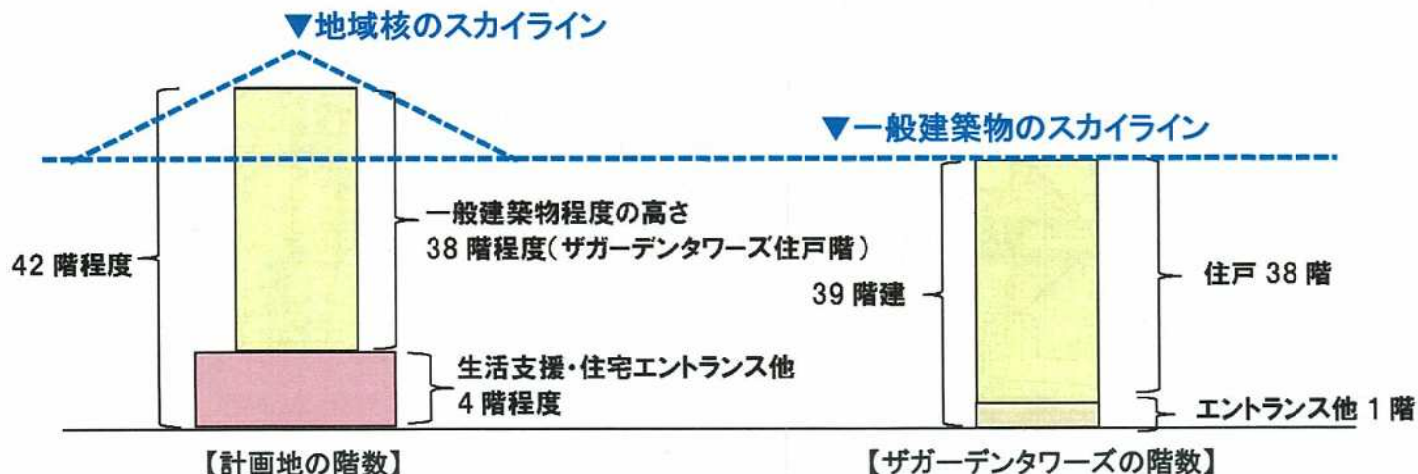 ▼地域核のスカイライン
▼一般建築物のスカイライン
42 階程度
一般建築物程度の高さ
38 階程度(ザガーデンタワーズ住戸階)
生活支援・住宅エントランス他
4 階程度
39 階建
住戸 38 階
エントランス他 1 階
【計画地の階数】
【ザガーデンタワーズの階数】